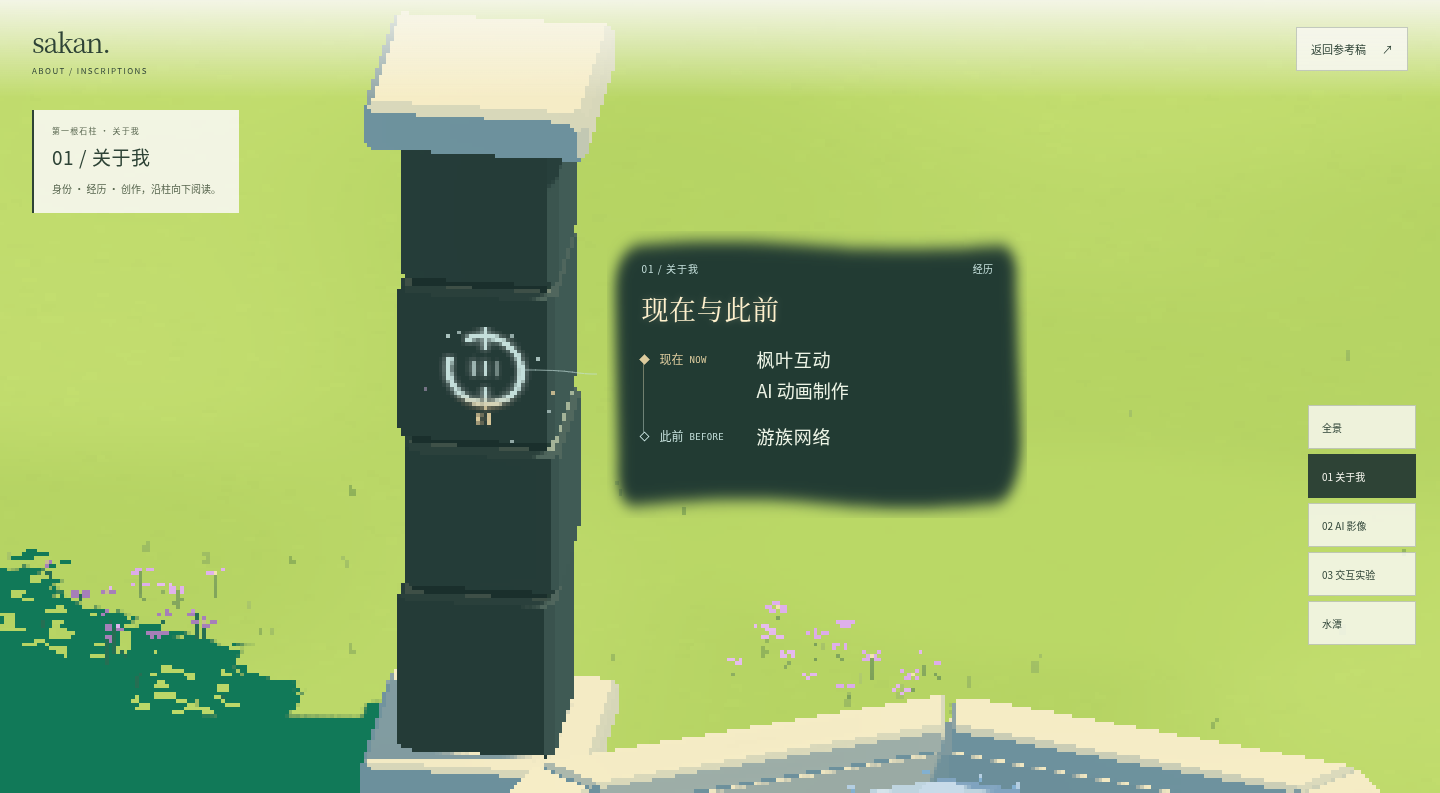 sakan.
ABOUT / INSCRIPTIONS
返回参考稿 ↗
第一根石柱 · 关于我
01 / 关于我
身份 · 经历 · 创作，沿柱向下阅读。
01 / 关于我
经历
现在与此前
现在 NOW
枫叶互动
AI 动画制作
此前 BEFORE
游族网络
全景
01 关于我
02 AI 影像
03 交互实验
水潭